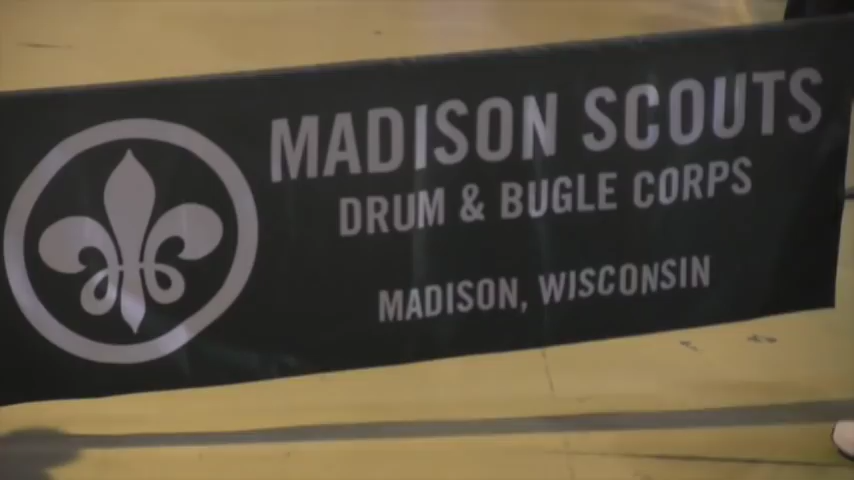 MADISON SCOUTS
DRUM & BUGLE CORPS
MADISON, WISCONSIN